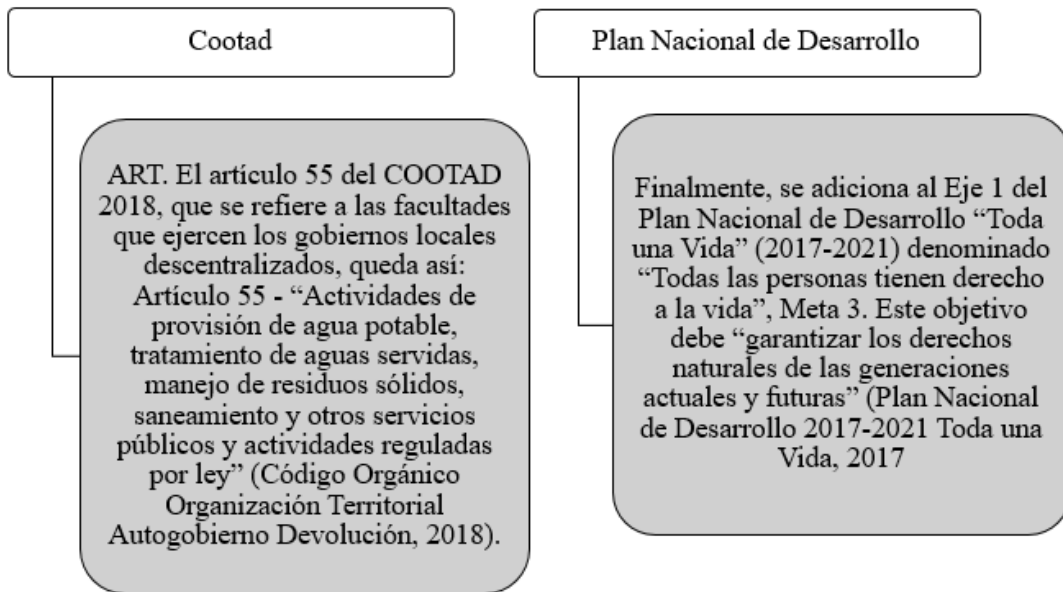 Cootad
ART. El artículo 55 del COOTAD
2018, que se refiere a las facultades
que ejercen los gobiernos locales
descentralizados, queda así:
Artículo 55 - “Actividades de
provisión de agua potable,
tratamiento de aguas servidas,
manejo de residuos sólidos,
saneamiento y otros servicios
públicos y actividades reguladas
por ley” (Código Orgánico
Organización Territorial
Autogobierno Devolución, 2018).
Plan Nacional de Desarrollo
Finalmente, se adiciona al Eje 1 del
Plan Nacional de Desarrollo “Toda
una Vida” (2017-2021) denominado
“Todas las personas tienen derecho
a la vida”, Meta 3. Este objetivo
debe “garantizar los derechos
naturales de las generaciones
actuales y futuras” (Plan Nacional
de Desarrollo 2017-2021 Toda una
Vida, 2017